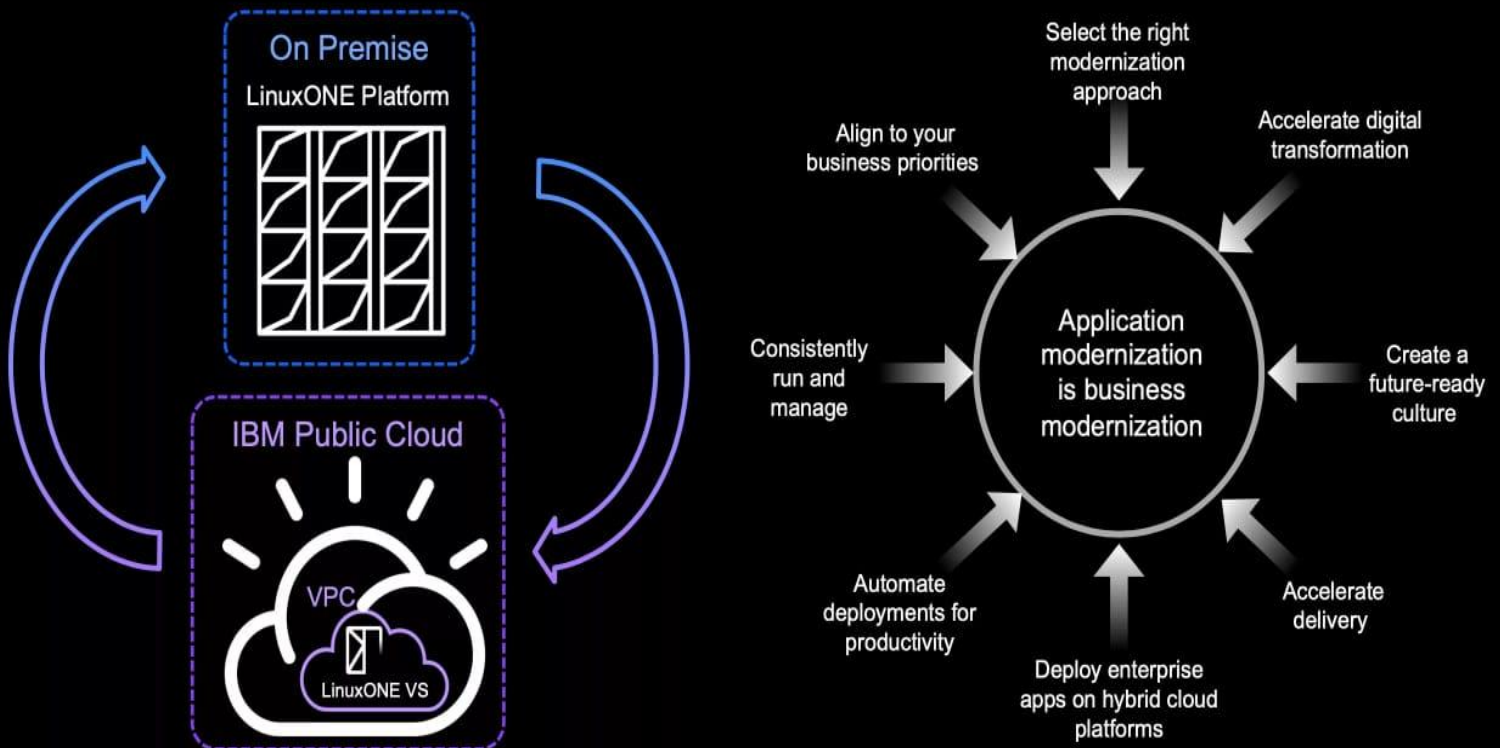 On Premise
LinuxONE Platform
IBM Public Cloud
VPC
LinuxONE VS
Select the right
modernization
approach
Accelerate digital
transformation
Align to your
business priorities
Application
modernization
is business
modernization
Consistently
run and
manage
Create a
future-ready
culture
Automate
deployments for
productivity
Accelerate
delivery
Deploy enterprise
apps on hybrid cloud
platforms